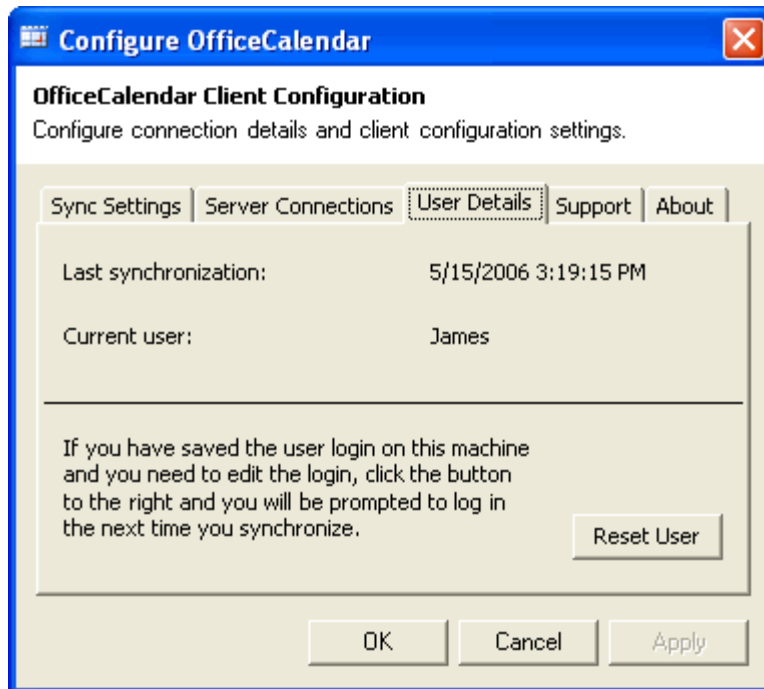 Configure OfficeCalendar
OfficeCalendar Client Configuration
Configure connection details and client configuration settings.
Sync Settings Server Connections User Details Support About
Last synchronization: 5/15/2006 3:19:15 PM
Current user: James
If you have saved the user login on this machine
and you need to edit the login, click the button
to the right and you will be prompted to log in
the next time you synchronize.
Reset User
OK Cancel Apply